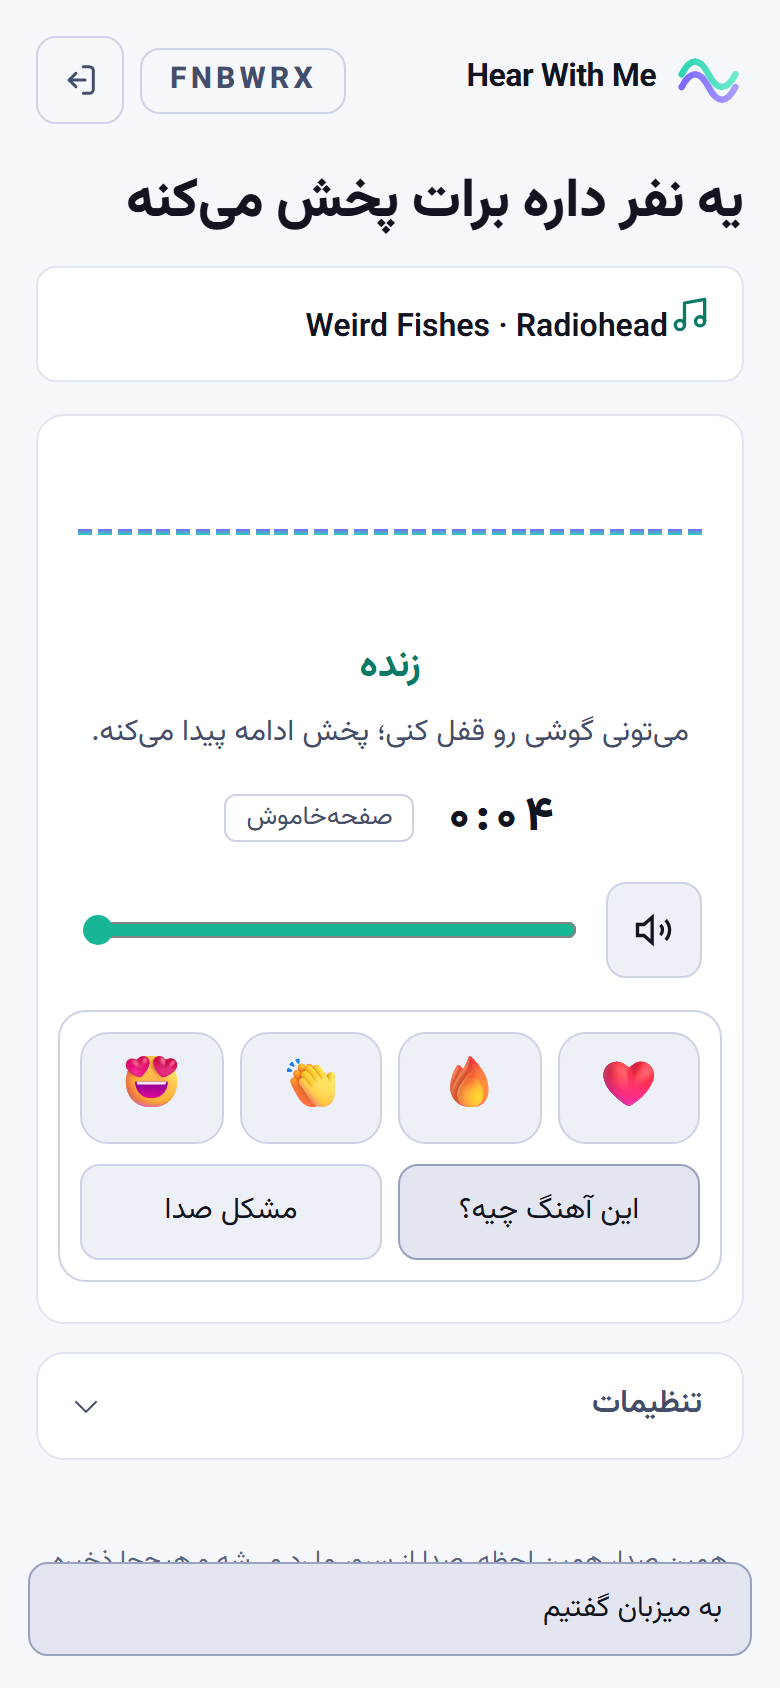 Hear With Me
FNBWRX
یه نفر داره برات پخش می‌کنه
Weird Fishes · Radiohead
زنده
می‌تونی گوشی رو قفل کنی؛ پخش ادامه پیدا می‌کنه.
۰:۰۴
صفحه‌خاموش
این آهنگ چیه؟
مشکل صدا
تنظیمات
به میزبان گفتیم